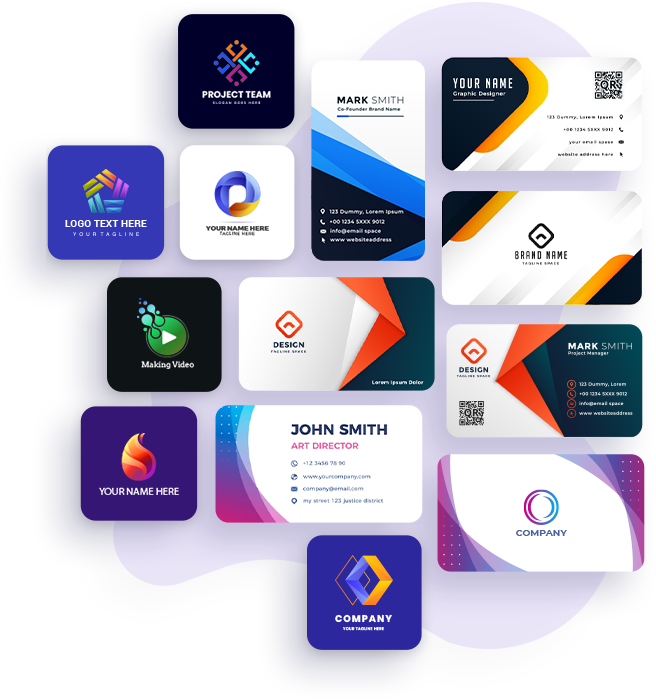 PROJECT TEAM
SLOGAN GOES HERE
MARK SMITH
Co-Founder Brand Name
123 Dummy, Lorem Ipsum
+00 1234 5XXX 9012
info@email space
www websiteaddress
YOUR NAME
Graphic Designer
QR
123 Dummy, Lorem Ipsum
+00 1234 5XXX 9012
your email space
website address here
LOGO TEXT HERE
YOUR TAGLINE
YOUR NAME HERE
TAGLINE HERE
BRAND NAME
TAGLINE SPACE
Making Video
DESIGN
TAGLINE SPACE
Lorem Ipsum Dolor
DESIGN
TAGLINE SPACE
QR
MARK SMITH
Project Manager
123 Dummy, Lorem Ipsum
+00 1234 5XXX 9012
info@email space
www websiteaddress
YOUR NAME HERE
JOHN SMITH
ART DIRECTOR
+12 3456 78 90
www.yourcompany.com
company@email.com
my street 123 justice district
COMPANY
COMPANY
YOUR TAGLINE HERE